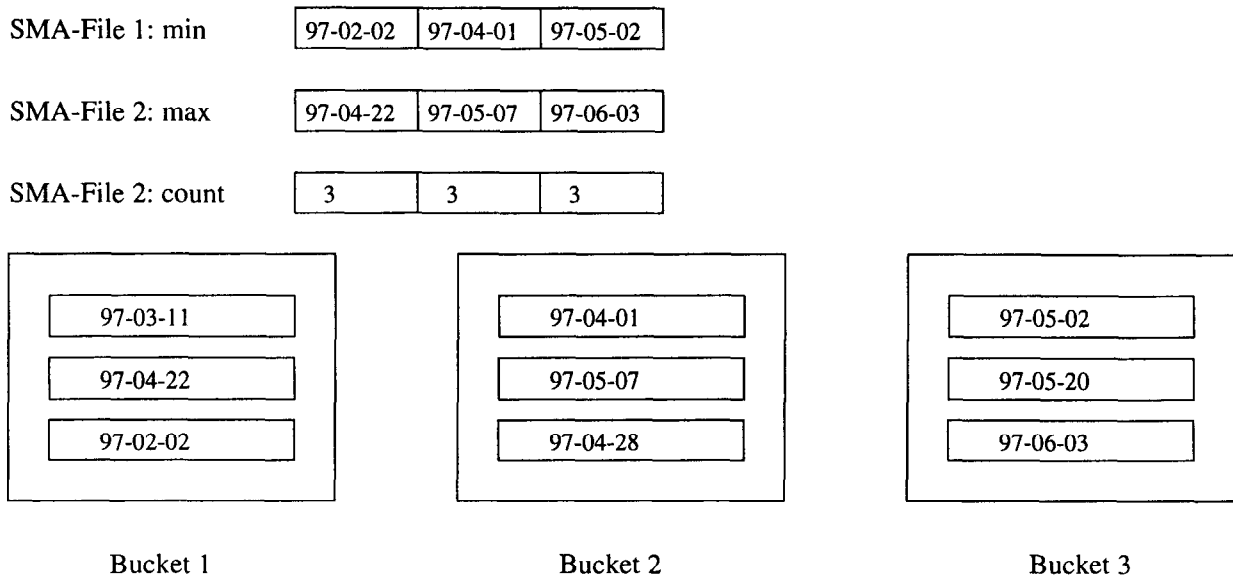 SMA-File 1: min 97-02-02 97-04-01 97-05-02
SMA-File 2: max 97-04-22 97-05-07 97-06-03
SMA-File 2: count 3 3 3
97-03-11 97-04-01 97-05-02
97-04-22 97-05-07 97-05-20
97-02-02 97-04-28 97-06-03
Bucket 1 Bucket 2 Bucket 3